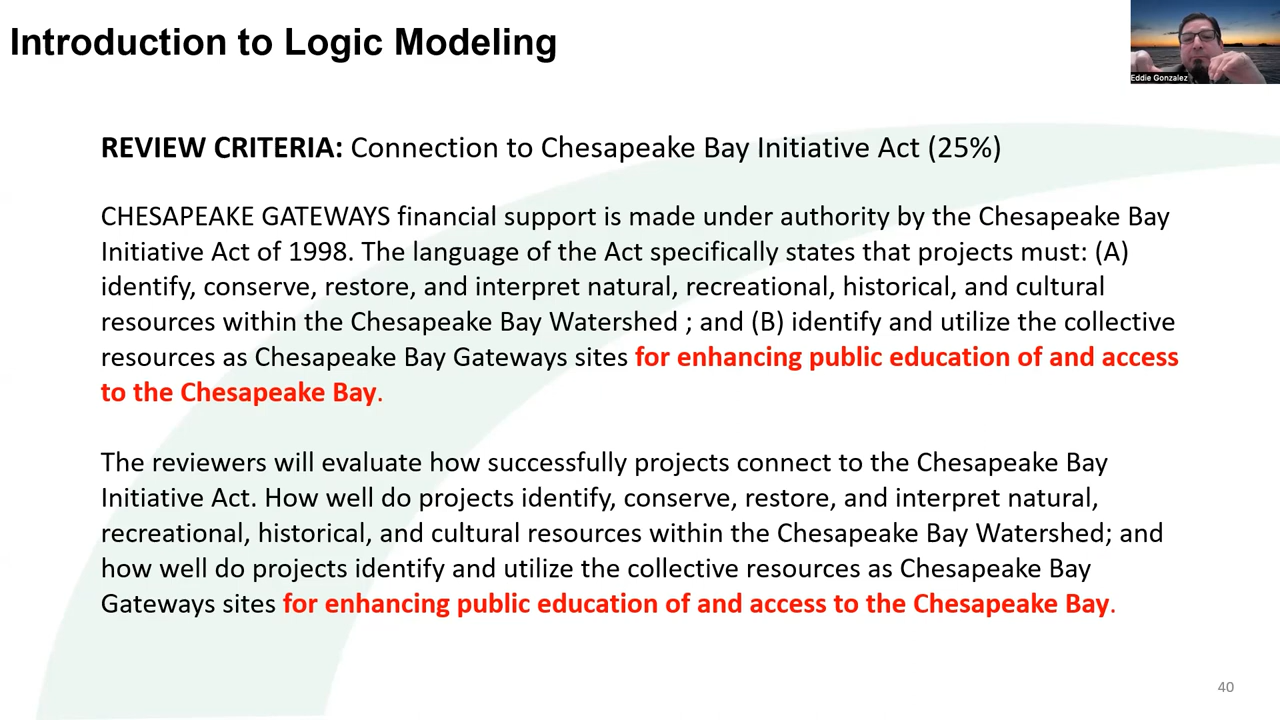 Introduction to Logic Modeling
Eddie Gonzalez
REVIEW CRITERIA: Connection to Chesapeake Bay Initiative Act (25%)
CHESAPEAKE GATEWAYS financial support is made under authority by the Chesapeake Bay
Initiative Act of 1998. The language of the Act specifically states that projects must: (A)
identify, conserve, restore, and interpret natural, recreational, historical, and cultural
resources within the Chesapeake Bay Watershed ; and (B) identify and utilize the collective
resources as Chesapeake Bay Gateways sites for enhancing public education of and access
to the Chesapeake Bay.
The reviewers will evaluate how successfully projects connect to the Chesapeake Bay
Initiative Act. How well do projects identify, conserve, restore, and interpret natural,
recreational, historical, and cultural resources within the Chesapeake Bay Watershed; and
how well do projects identify and utilize the collective resources as Chesapeake Bay
Gateways sites for enhancing public education of and access to the Chesapeake Bay.
40